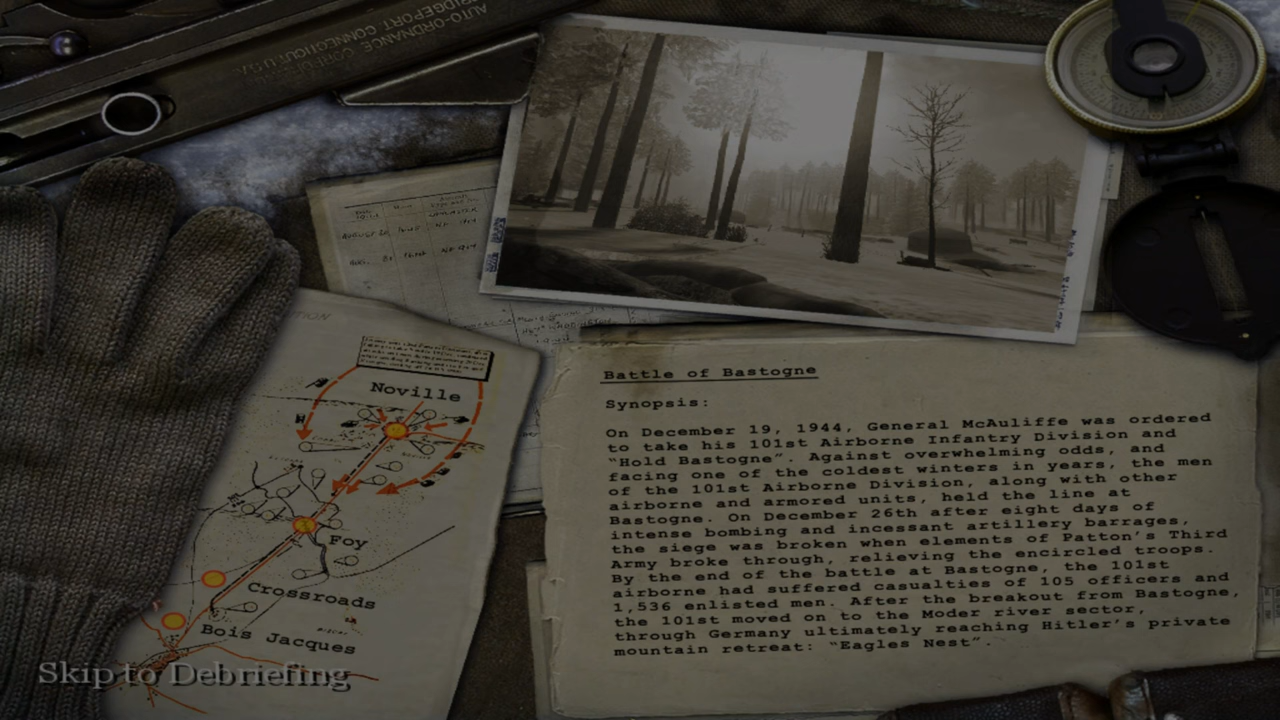 AUTO-ORDNANCE CORPORATION
BRIDGEPORT, CONNECTICUT, U.S.A.
Noville
Foy
Crossroads
Bois Jacques
Skip to Debriefing
Battle of Bastogne
Synopsis:
On December 19, 1944, General McAuliffe was ordered
to take his 101st Airborne Infantry Division and
“Hold Bastogne”. Against overwhelming odds, and
facing one of the coldest winters in years, the men
of the 101st Airborne Division, along with other
airborne and armored units, held the line at
Bastogne. On December 26th after eight days of
intense bombing and incessant artillery barrages,
the siege was broken when elements of Patton’s Third
Army broke through, relieving the encircled troops.
By the end of the battle at Bastogne, the 101st
airborne had suffered casualties of 105 officers and
1,536 enlisted men. After the breakout from Bastogne,
the 101st moved on to the Moder river sector,
through Germany ultimately reaching Hitler’s private
mountain retreat: “Eagles Nest”.